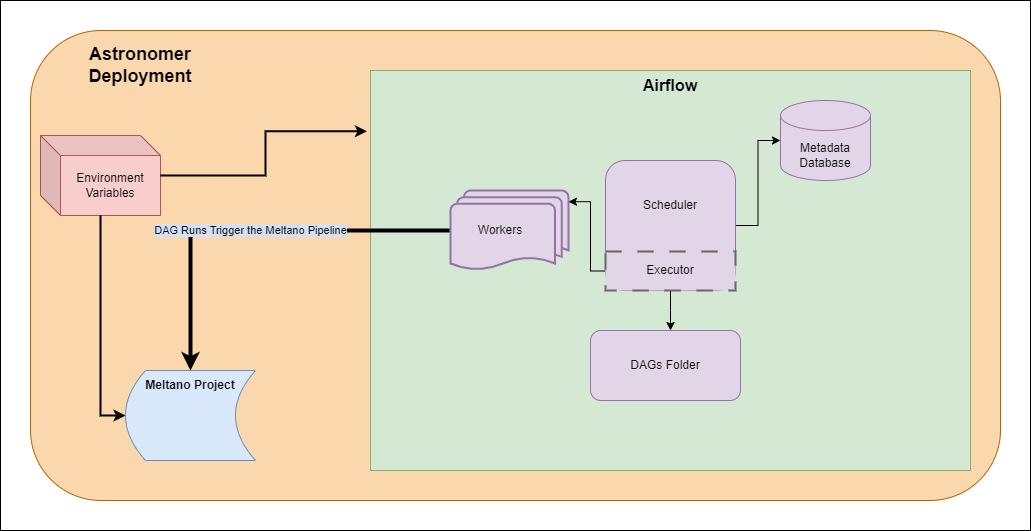 Astronomer
Deployment
Airflow
Metadata
Database
Environment
Variables
Scheduler
DAG Runs Trigger the Meltano Pipeline
Workers
Executor
DAGs Folder
Meltano Project